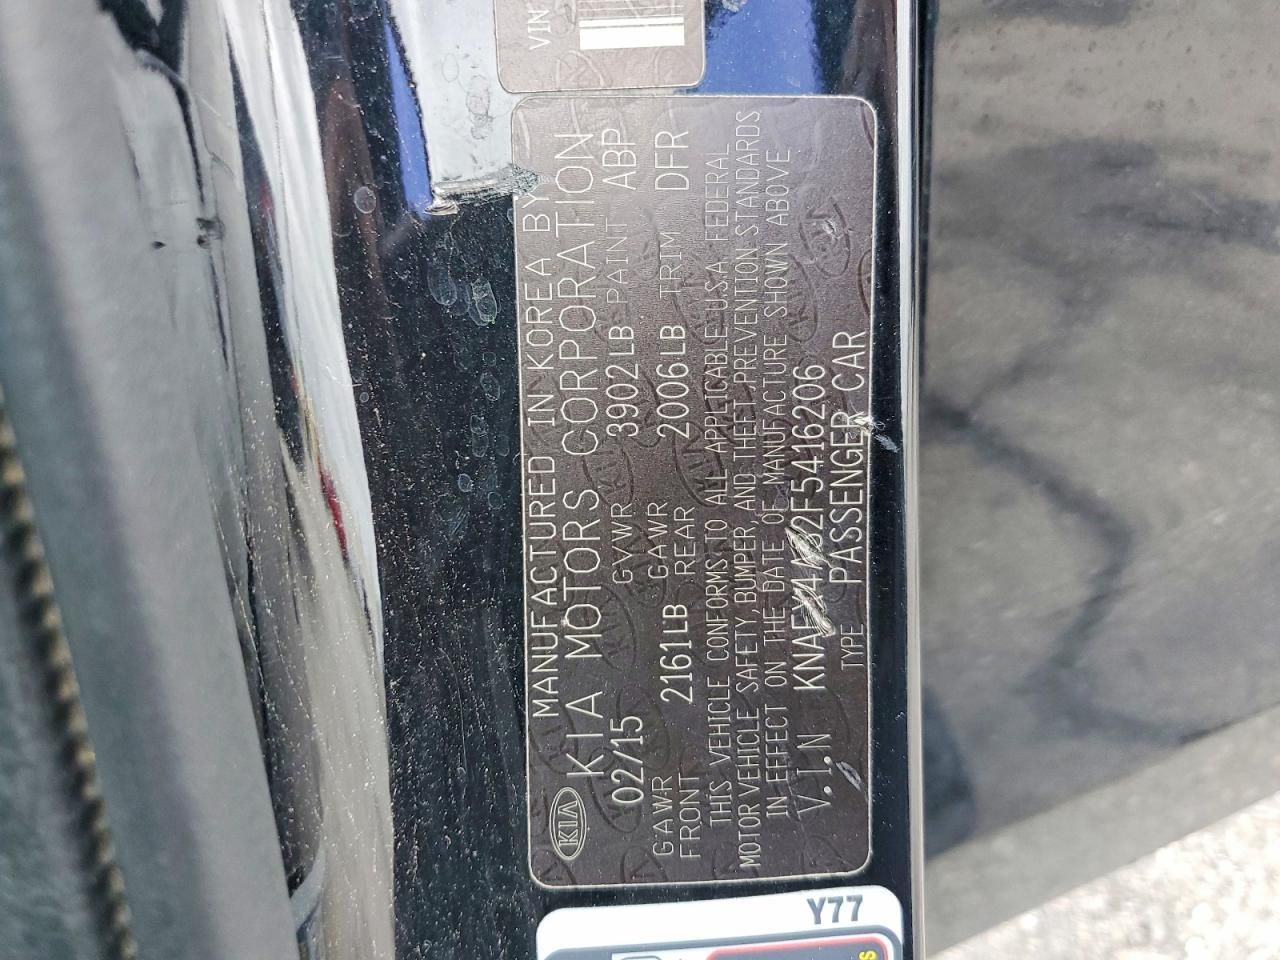 VIN
KIA
MANUFACTURED IN KOREA BY
KIA MOTORS CORPORATION
02/15 GVWR 3902LB PAINT ABP
GAWR FRONT 2161LB GAWR REAR 2006LB TRIM DFR
THIS VEHICLE CONFORMS TO ALL APPLICABLE U.S.A. FEDERAL
MOTOR VEHICLE SAFETY, BUMPER, AND THEFT PREVENTION STANDARDS
IN EFFECT ON THE DATE OF MANUFACTURE SHOWN ABOVE
V.I.N
TYPE PASSENGER CAR
Y77